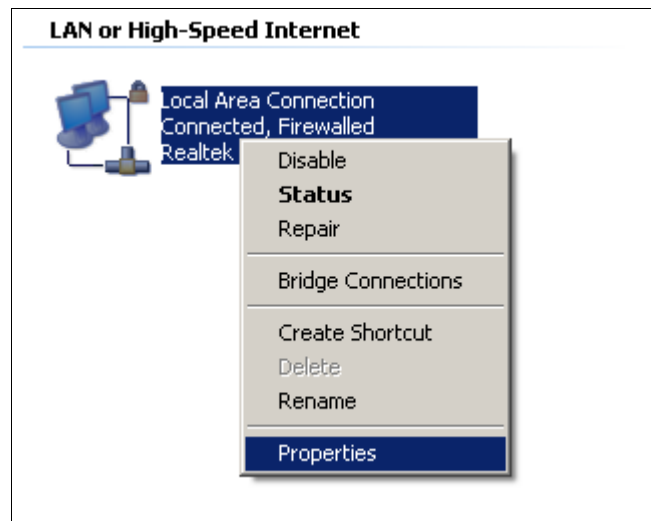 LAN or High-Speed Internet
Local Area Connection
Connected, Firewalled
Realtek
Disable
Status
Repair
Bridge Connections
Create Shortcut
Delete
Rename
Properties